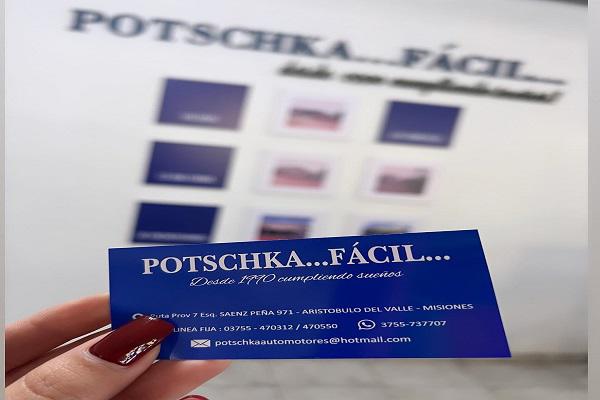 POTSCHKA...FÁCIL...
POTSCHKA...FÁCIL...
Desde 1990 cumpliendo sueños
Ruta Prov 7 Esq. SAENZ PEÑA 971 - ARISTOBULO DEL VALLE - MISIONES
LINEA FIJA : 03755 - 470312 / 470550 3755-737707
potschkaautomotores@hotmail.com